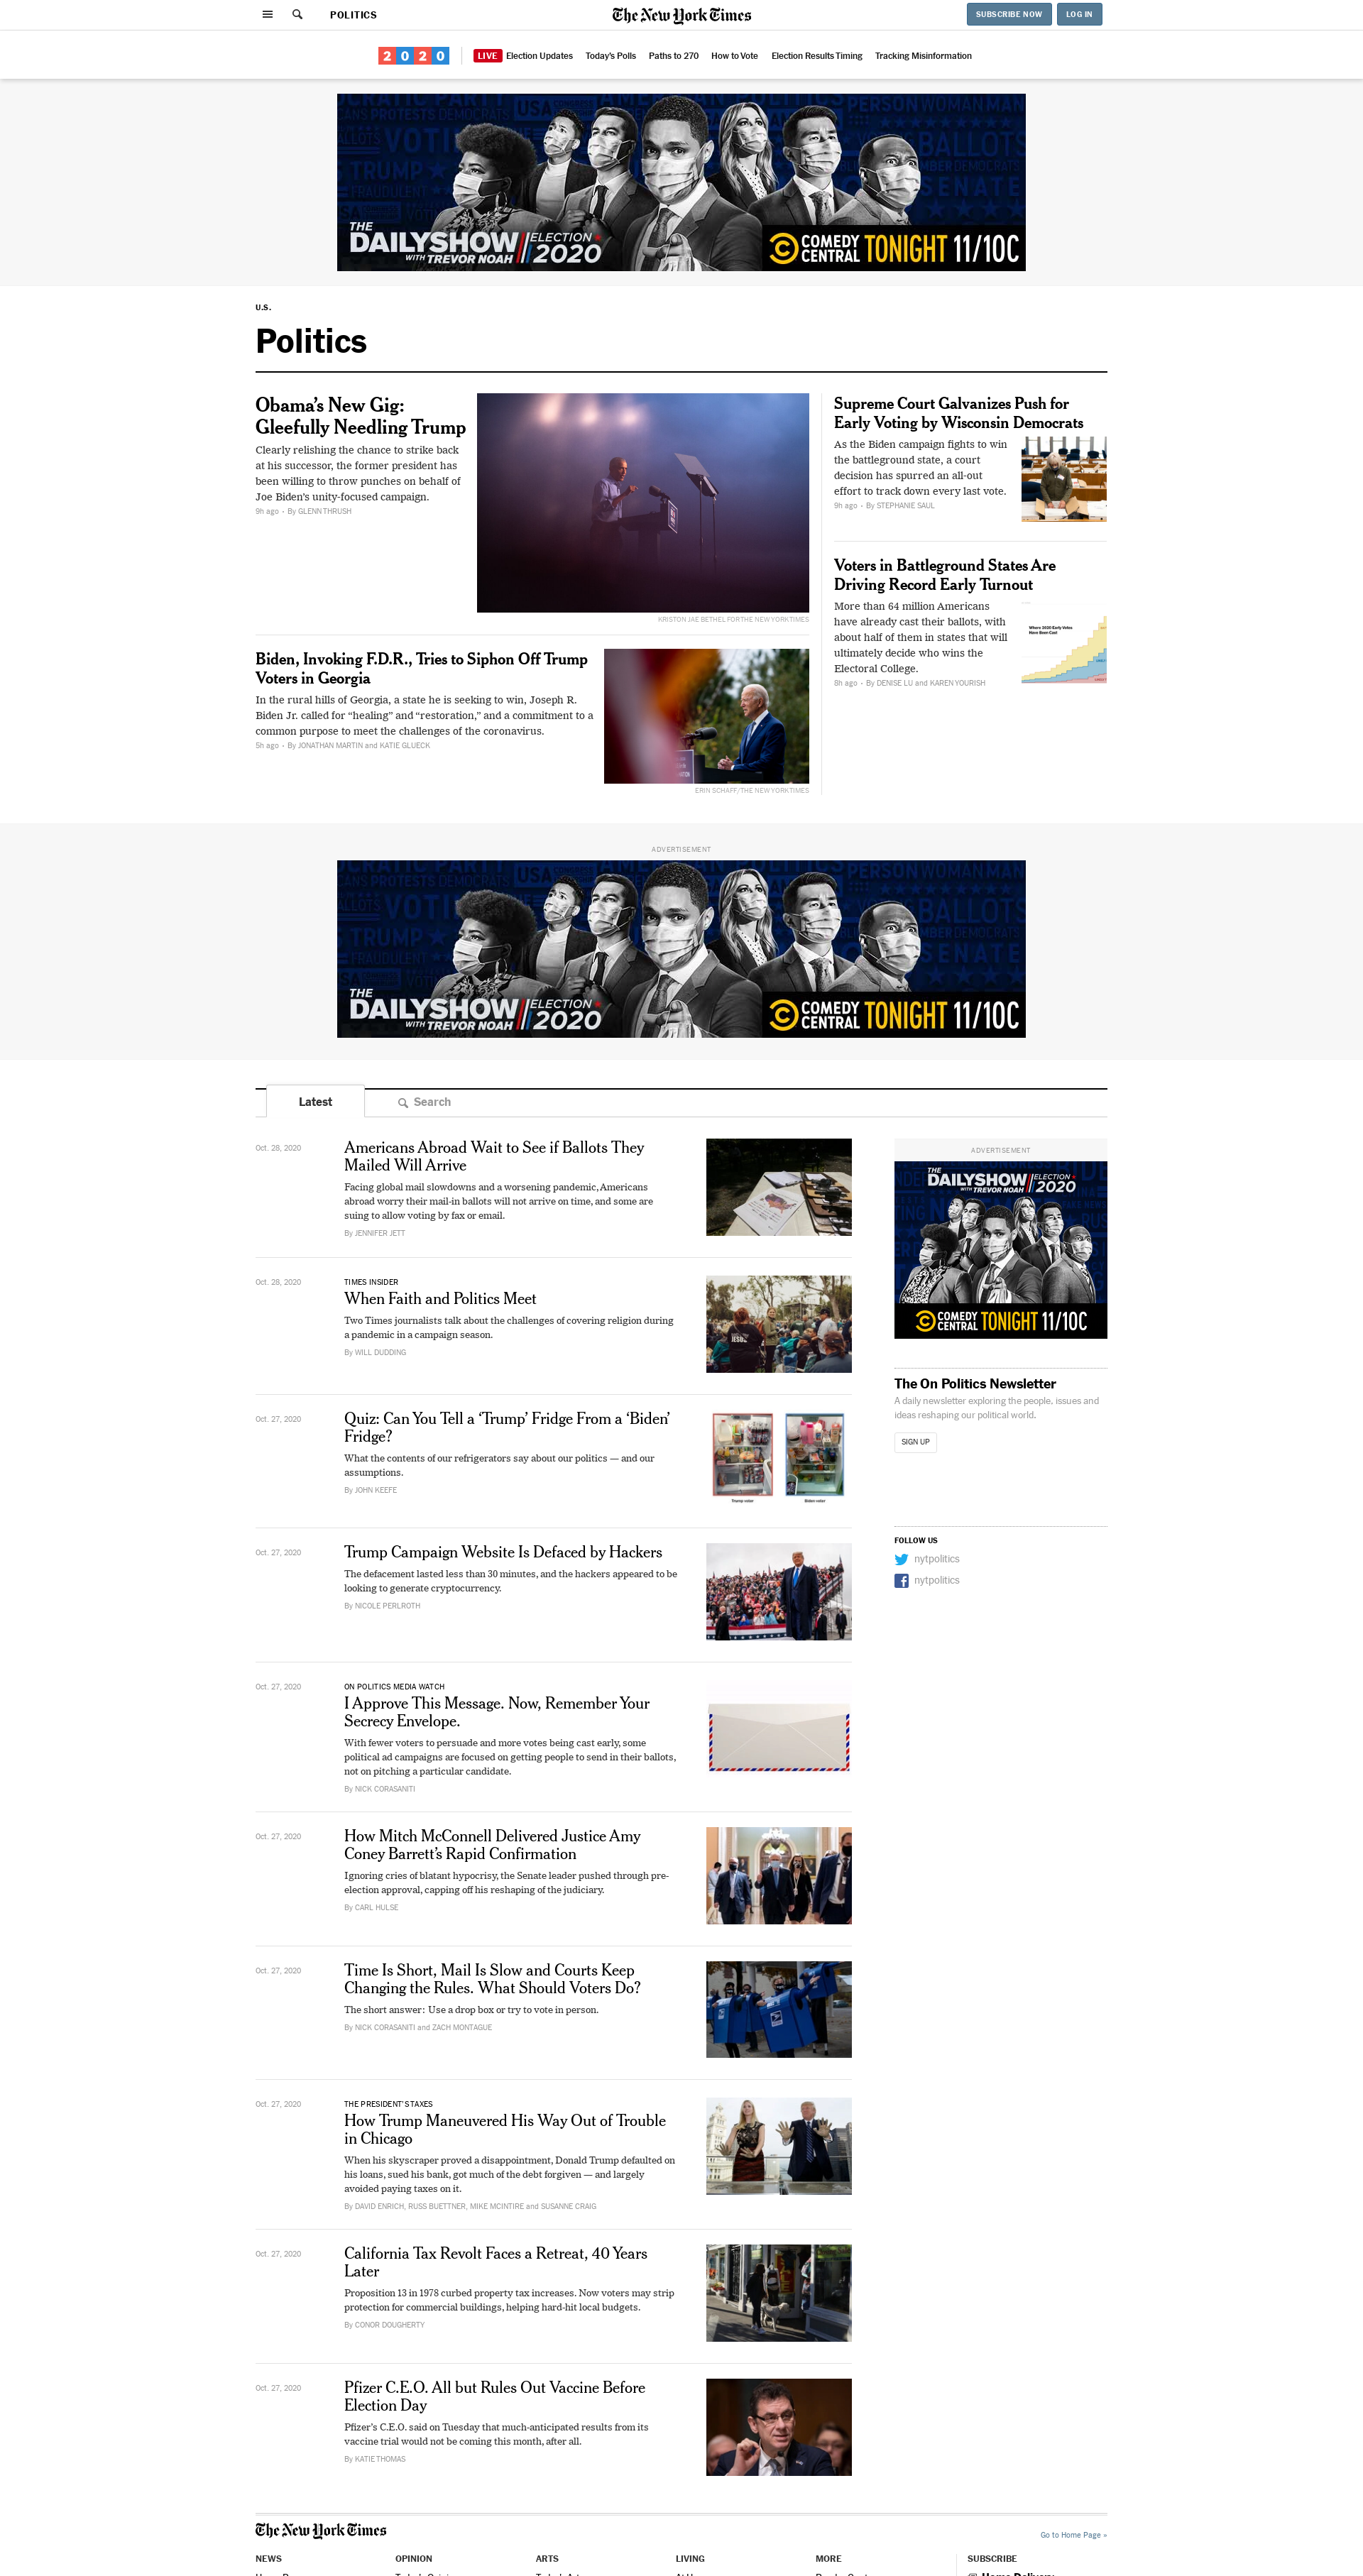 POLITICS
The New York Times
SUBSCRIBE NOW
LOG IN
2020
LIVE Election Updates
Today's Polls
Paths to 270
How to Vote
Election Results Timing
Tracking Misinformation
THE DAILY SHOW WITH TREVOR NOAH
ELECTION 2020
COMEDY CENTRAL TONIGHT 11/10C
U.S.
Politics
Obama's New Gig:
Gleefully Needling Trump
Clearly relishing the chance to strike back
at his successor, the former president has
been willing to throw punches on behalf of
Joe Biden's unity-focused campaign.
9h ago • By GLENN THRUSH
KRISTON JAE BETHEL FOR THE NEW YORK TIMES
Biden, Invoking F.D.R., Tries to Siphon Off Trump
Voters in Georgia
In the rural hills of Georgia, a state he is seeking to win, Joseph R.
Biden Jr. called for “healing” and “restoration,” and a commitment to a
common purpose to meet the challenges of the coronavirus.
5h ago • By JONATHAN MARTIN and KATIE GLUECK
ERIN SCHAFF/THE NEW YORK TIMES
Supreme Court Galvanizes Push for
Early Voting by Wisconsin Democrats
As the Biden campaign fights to win
the battleground state, a court
decision has spurred an all-out
effort to track down every last vote.
9h ago • By STEPHANIE SAUL
Voters in Battleground States Are
Driving Record Early Turnout
More than 64 million Americans
have already cast their ballots, with
about half of them in states that will
ultimately decide who wins the
Electoral College.
8h ago • By DENISE LU and KAREN YOURISH
Where 2020 Early Votes
Have Been Cast
ADVERTISEMENT
THE DAILY SHOW WITH TREVOR NOAH
ELECTION 2020
COMEDY CENTRAL TONIGHT 11/10C
Latest
Search
Oct. 28, 2020
Americans Abroad Wait to See if Ballots They
Mailed Will Arrive
Facing global mail slowdowns and a worsening pandemic, Americans
abroad worry their mail-in ballots will not arrive on time, and some are
suing to allow voting by fax or email.
By JENNIFER JETT
Oct. 28, 2020
TIMES INSIDER
When Faith and Politics Meet
Two Times journalists talk about the challenges of covering religion during
a pandemic in a campaign season.
By WILL DUDDING
Oct. 27, 2020
Quiz: Can You Tell a ‘Trump’ Fridge From a ‘Biden’
Fridge?
What the contents of our refrigerators say about our politics — and our
assumptions.
By JOHN KEEFE
Trump voter
Biden voter
Oct. 27, 2020
Trump Campaign Website Is Defaced by Hackers
The defacement lasted less than 30 minutes, and the hackers appeared to be
looking to generate cryptocurrency.
By NICOLE PERLROTH
Oct. 27, 2020
ON POLITICS MEDIA WATCH
I Approve This Message. Now, Remember Your
Secrecy Envelope.
With fewer voters to persuade and more votes being cast early, some
political ad campaigns are focused on getting people to send in their ballots,
not on pitching a particular candidate.
By NICK CORASANITI
Oct. 27, 2020
How Mitch McConnell Delivered Justice Amy
Coney Barrett's Rapid Confirmation
Ignoring cries of blatant hypocrisy, the Senate leader pushed through pre-
election approval, capping off his reshaping of the judiciary.
By CARL HULSE
Oct. 27, 2020
Time Is Short, Mail Is Slow and Courts Keep
Changing the Rules. What Should Voters Do?
The short answer: Use a drop box or try to vote in person.
By NICK CORASANITI and ZACH MONTAGUE
Oct. 27, 2020
THE PRESIDENT'S TAXES
How Trump Maneuvered His Way Out of Trouble
in Chicago
When his skyscraper proved a disappointment, Donald Trump defaulted on
his loans, sued his bank, got much of the debt forgiven — and largely
avoided paying taxes on it.
By DAVID ENRICH, RUSS BUETTNER, MIKE MCINTIRE and SUSANNE CRAIG
Oct. 27, 2020
California Tax Revolt Faces a Retreat, 40 Years
Later
Proposition 13 in 1978 curbed property tax increases. Now voters may strip
protection for commercial buildings, helping hard-hit local budgets.
By CONOR DOUGHERTY
Oct. 27, 2020
Pfizer C.E.O. All but Rules Out Vaccine Before
Election Day
Pfizer's C.E.O. said on Tuesday that much-anticipated results from its
vaccine trial would not be coming this month, after all.
By KATIE THOMAS
ADVERTISEMENT
THE DAILY SHOW WITH TREVOR NOAH
ELECTION 2020
COMEDY CENTRAL TONIGHT 11/10C
The On Politics Newsletter
A daily newsletter exploring the people, issues and
ideas reshaping our political world.
SIGN UP
FOLLOW US
nytpolitics
nytpolitics
The New York Times
Go to Home Page »
NEWS
OPINION
ARTS
LIVING
MORE
SUBSCRIBE